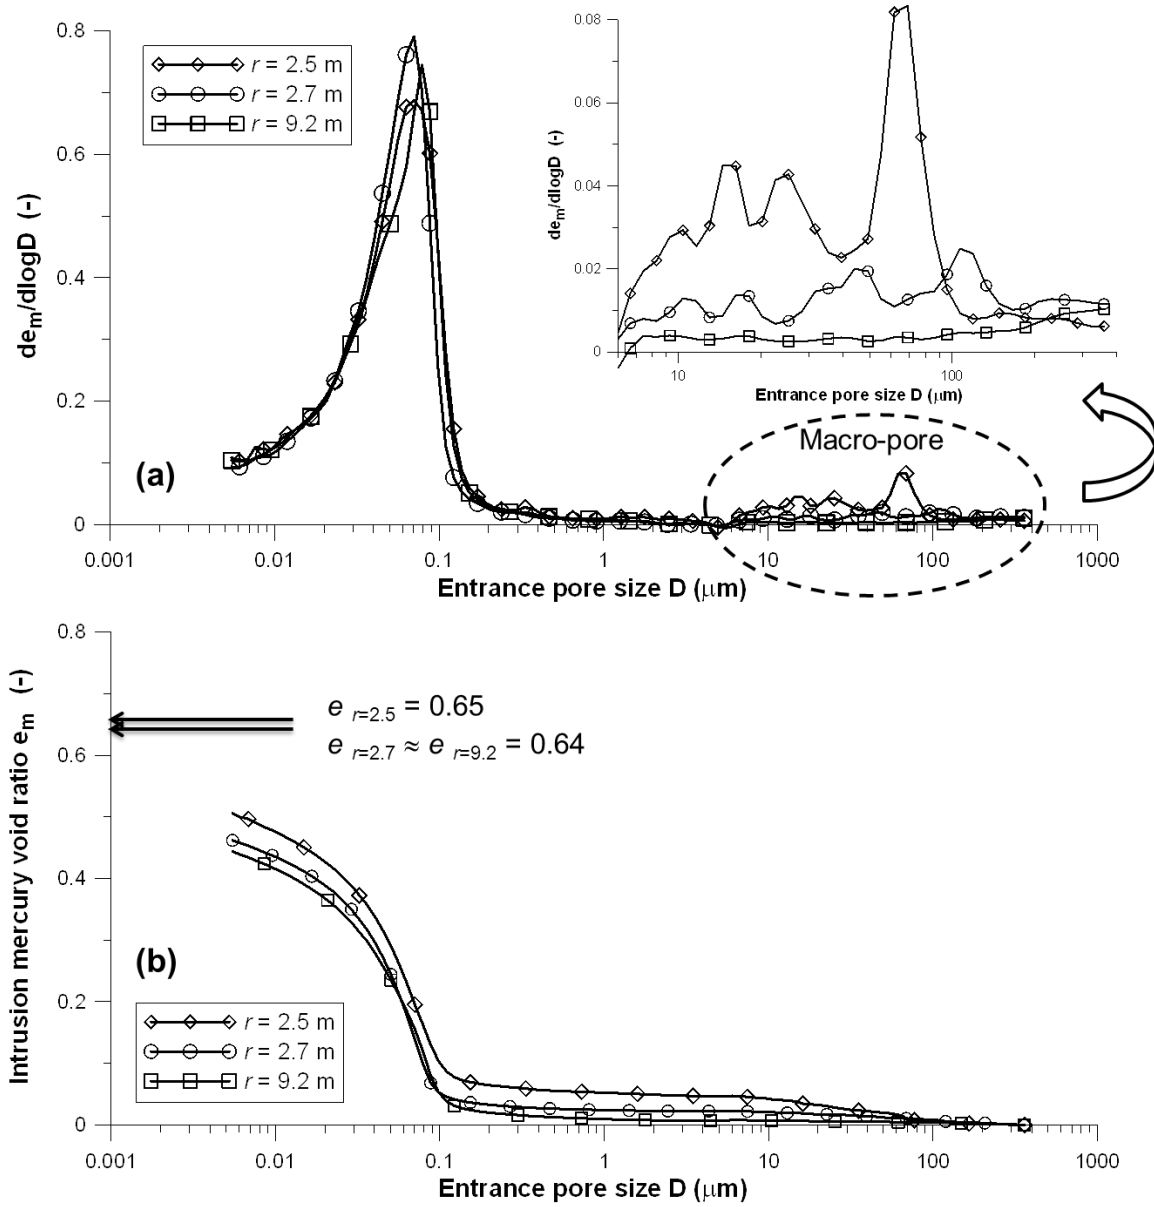 0.8
0.6
0.4
0.2
0
de_m/dlogD (-)
r = 2.5 m
r = 2.7 m
r = 9.2 m
(a)
0.001 0.01 0.1 1 10 100 1000
Entrance pore size D (μm)
0.08
0.06
0.04
0.02
0
de_m/dlogD (-)
10 100
Entrance pore size D (μm)
Macro-pore
0.8
0.6
0.4
0.2
0
Intrusion mercury void ratio e_m (-)
e r=2.5 = 0.65
e r=2.7 ≈ e r=9.2 = 0.64
(b)
r = 2.5 m
r = 2.7 m
r = 9.2 m
0.001 0.01 0.1 1 10 100 1000
Entrance pore size D (μm)